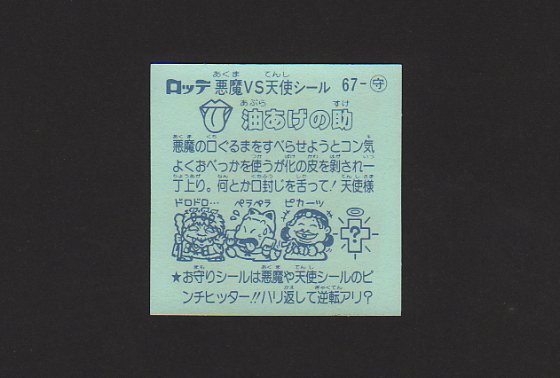 ロッテ 悪魔VS天使シール 67-守
油あげの助
悪魔の口ぐるまをすべらせようとコン気
よくおべっかを使うが化の皮を剥され一
丁上り。何とか口封じを舌って!天使様
ドロドロ… ペラペラ ピカーッ
?
★お守りシールは悪魔や天使シールのピ
ンチヒッター!!ハリ返して逆転アリ?